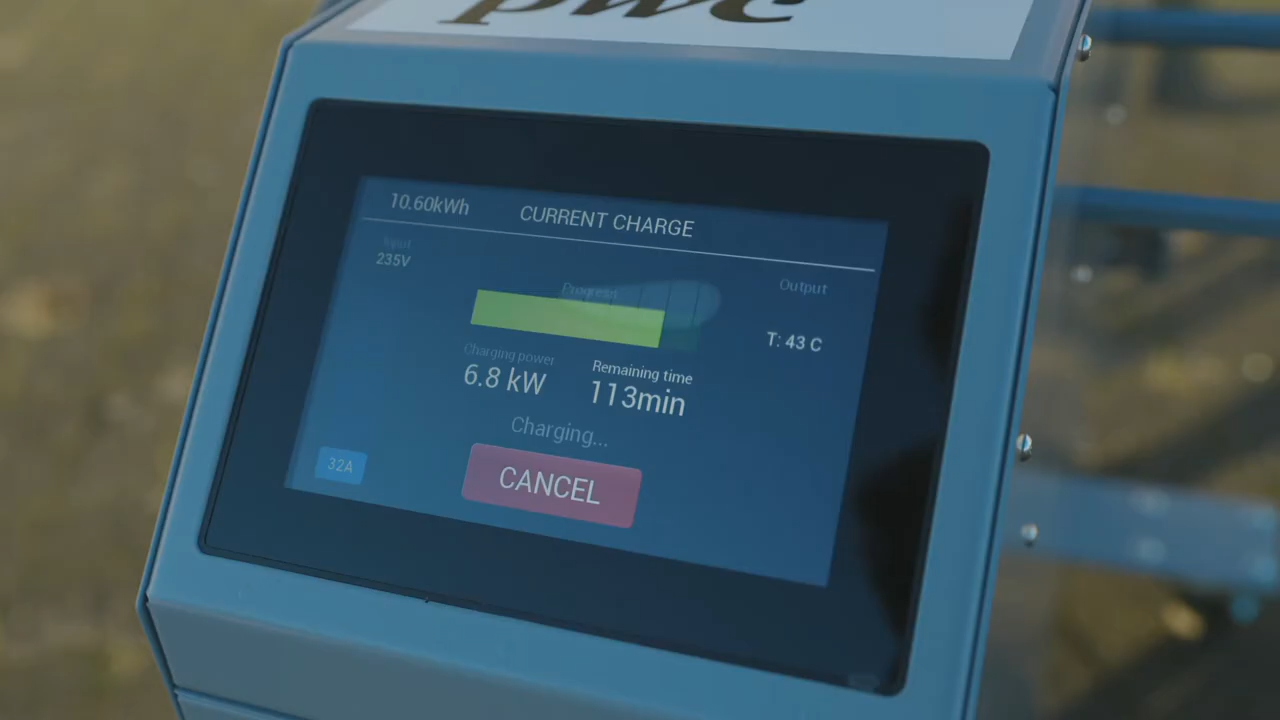 pwc
10.60kWh
CURRENT CHARGE
Input
235V
Progress
Output
T: 43 C
Charging power
6.8 kW
Remaining time
113min
Charging...
32A
CANCEL